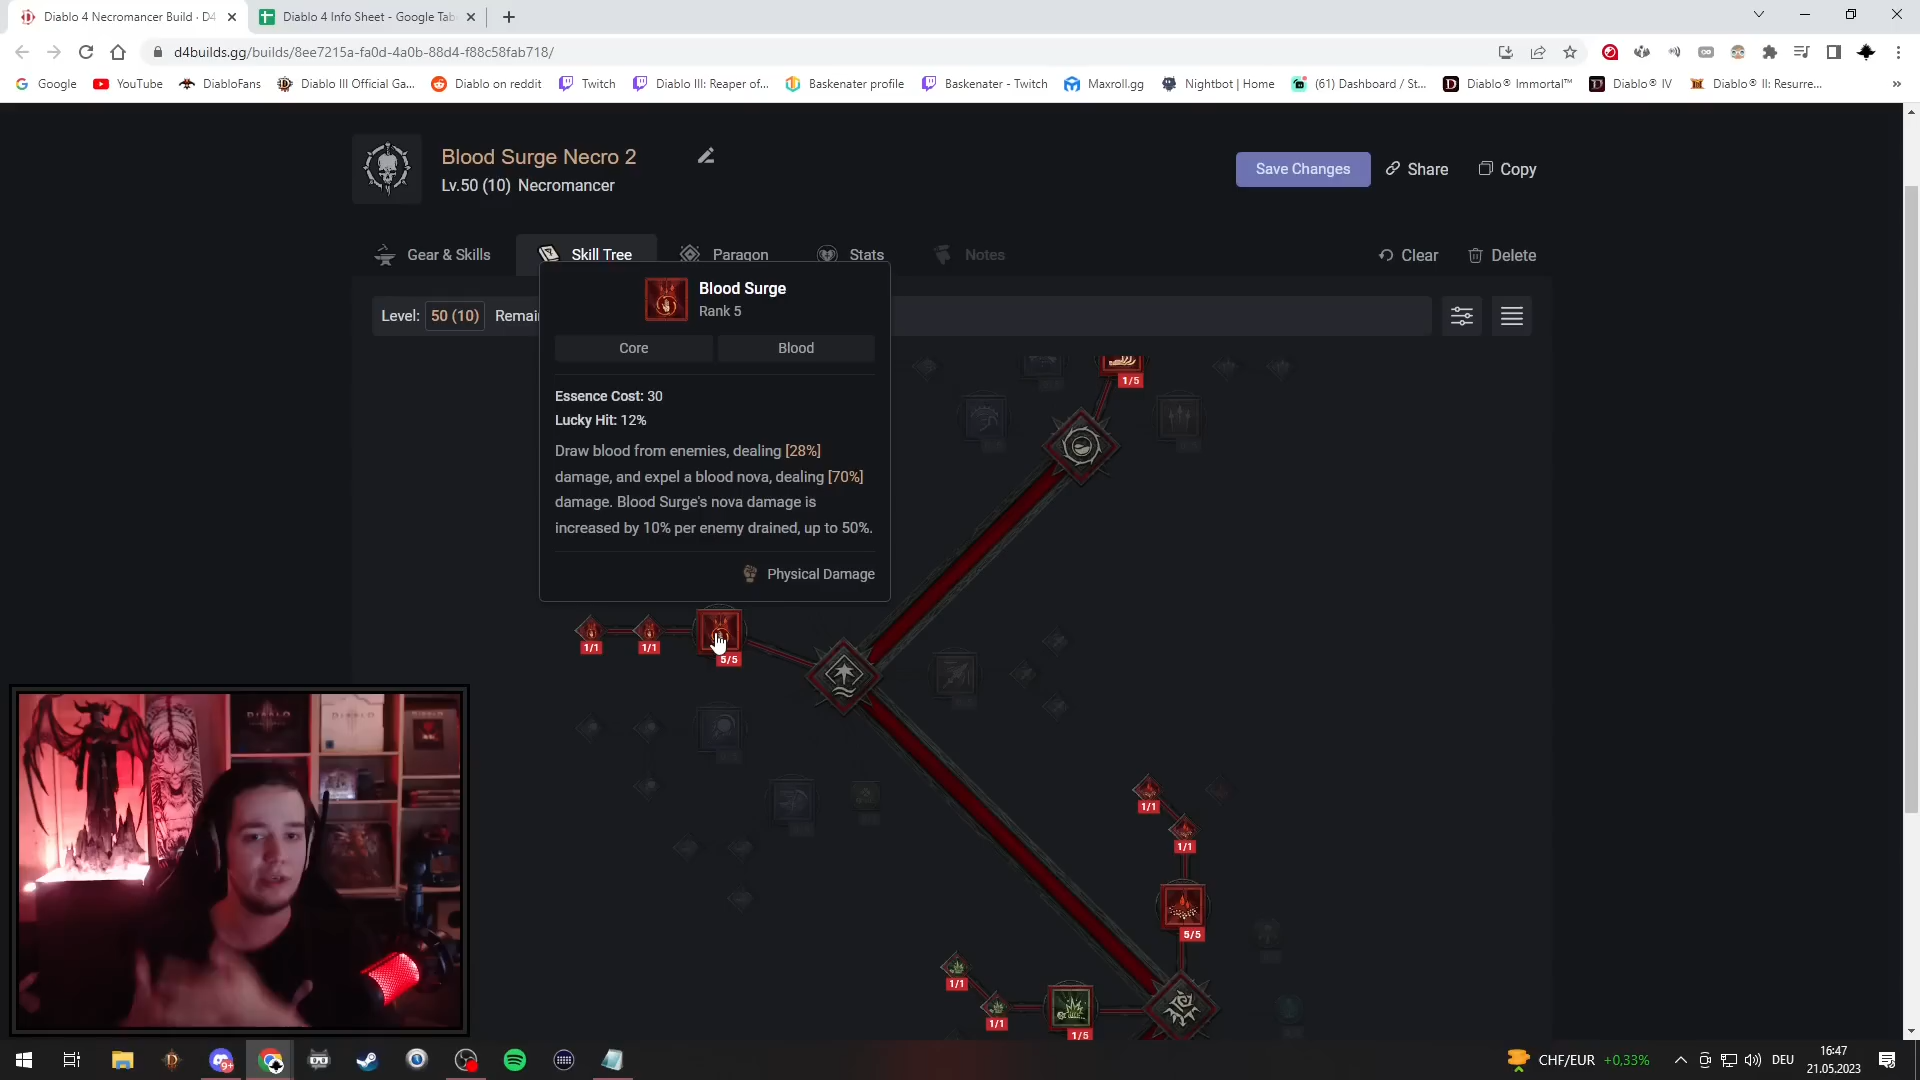 Diablo 4 Necromancer Build · D4
Diablo 4 Info Sheet - Google Tab
d4builds.gg/builds/8ee7215a-fa0d-4a0b-88d4-f88c58fab718/
Google
YouTube
DiabloFans
Diablo III Official Ga...
Diablo on reddit
Twitch
Diablo III: Reaper of...
Baskenater profile
Baskenater - Twitch
Maxroll.gg
Nightbot | Home
(61) Dashboard / St...
Diablo® Immortal™
Diablo® IV
Diablo® II: Resurre...
»
Blood Surge Necro 2
Lv.50 (10) Necromancer
Save Changes
Share
Copy
Gear & Skills
Skill Tree
Paragon
Stats
Notes
Clear
Delete
Level: 50 (10) Remai
Blood Surge
Rank 5
Core
Blood
Essence Cost: 30
Lucky Hit: 12%
Draw blood from enemies, dealing [28%]
damage, and expel a blood nova, dealing [70%]
damage. Blood Surge's nova damage is
increased by 10% per enemy drained, up to 50%.
Physical Damage
1/5
1/1
1/1
5/5
1/1
1/1
5/5
1/1
1/1
1/5
DIABLO
9+
CHF/EUR +0,33%
DEU
16:47
21.05.2023